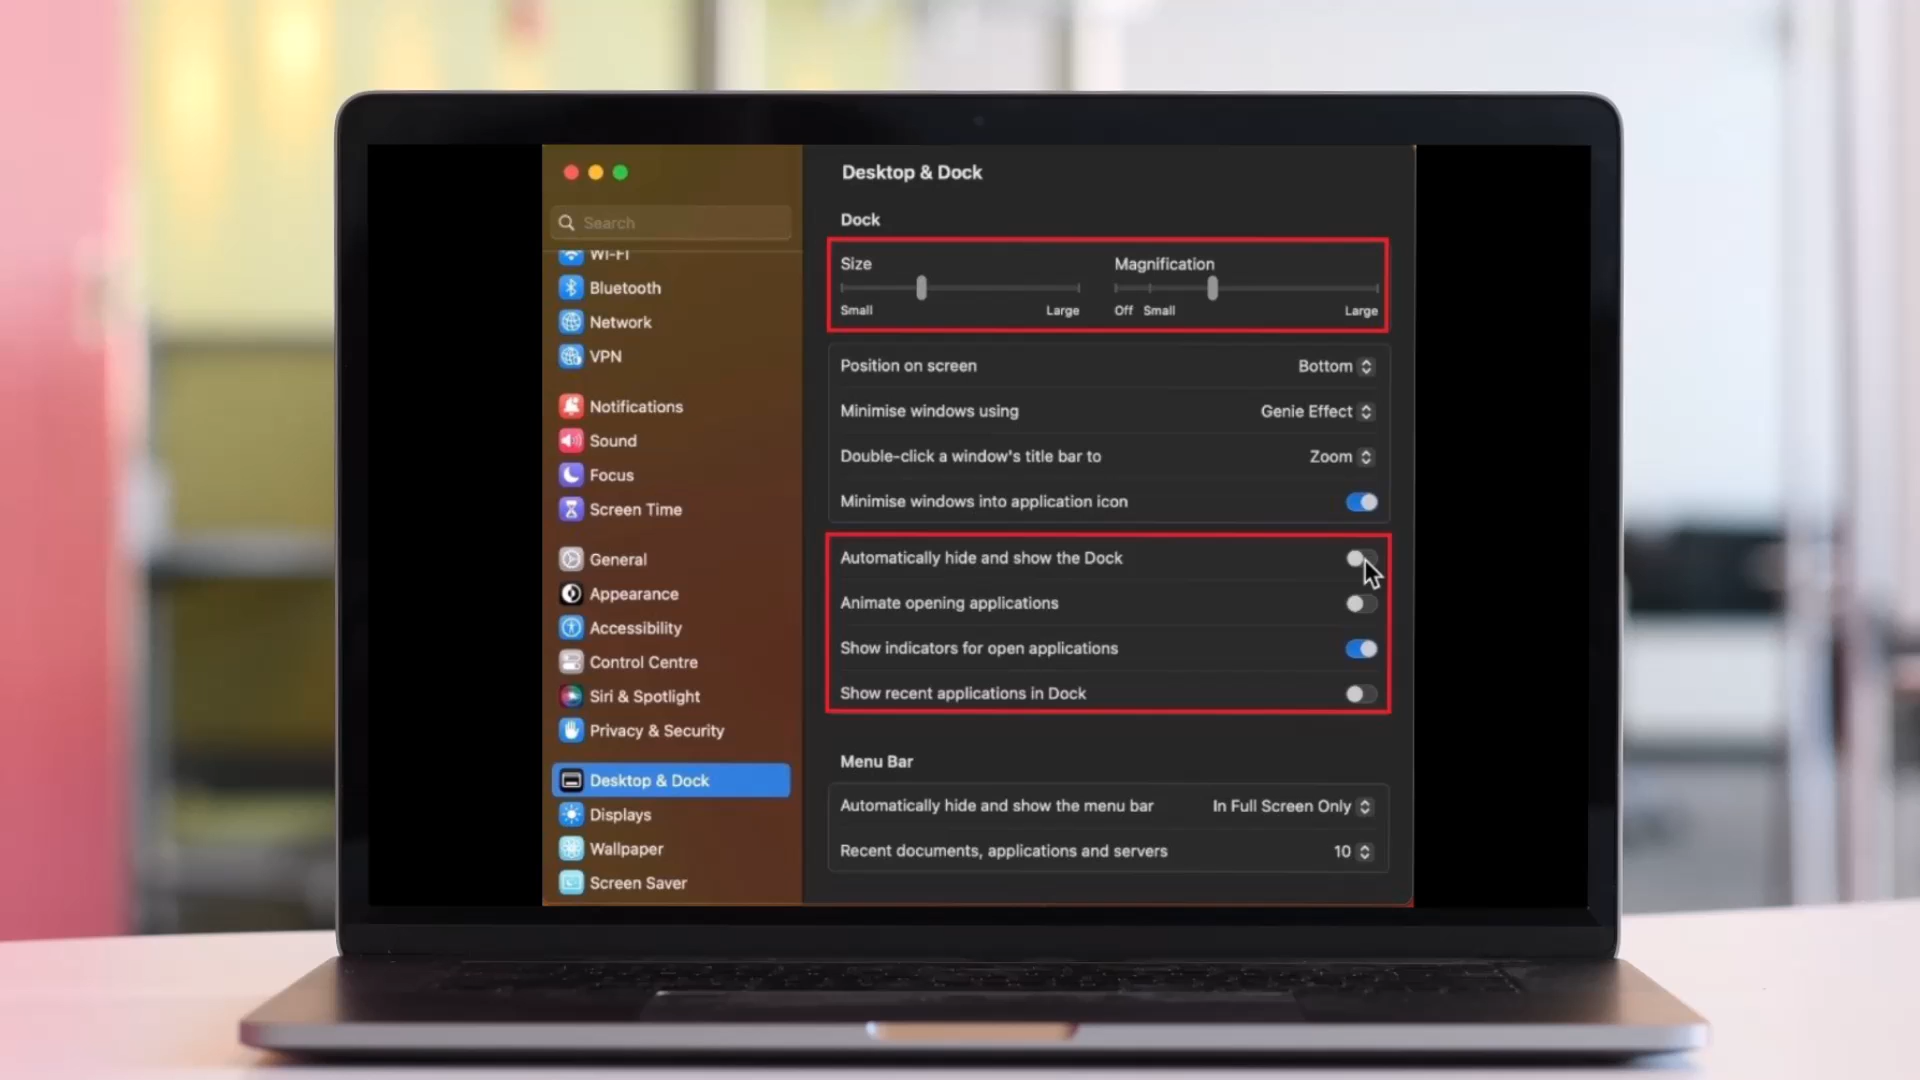 Desktop & Dock
Search
Wi-Fi
Bluetooth
Network
VPN
Notifications
Sound
Focus
Screen Time
General
Appearance
Accessibility
Control Centre
Siri & Spotlight
Privacy & Security
Desktop & Dock
Displays
Wallpaper
Screen Saver
Dock
Size Magnification
Small Large Off Small Large
Position on screen Bottom
Minimise windows using Genie Effect
Double-click a window's title bar to Zoom
Minimise windows into application icon
Automatically hide and show the Dock
Animate opening applications
Show indicators for open applications
Show recent applications in Dock
Menu Bar
Automatically hide and show the menu bar In Full Screen Only
Recent documents, applications and servers 10